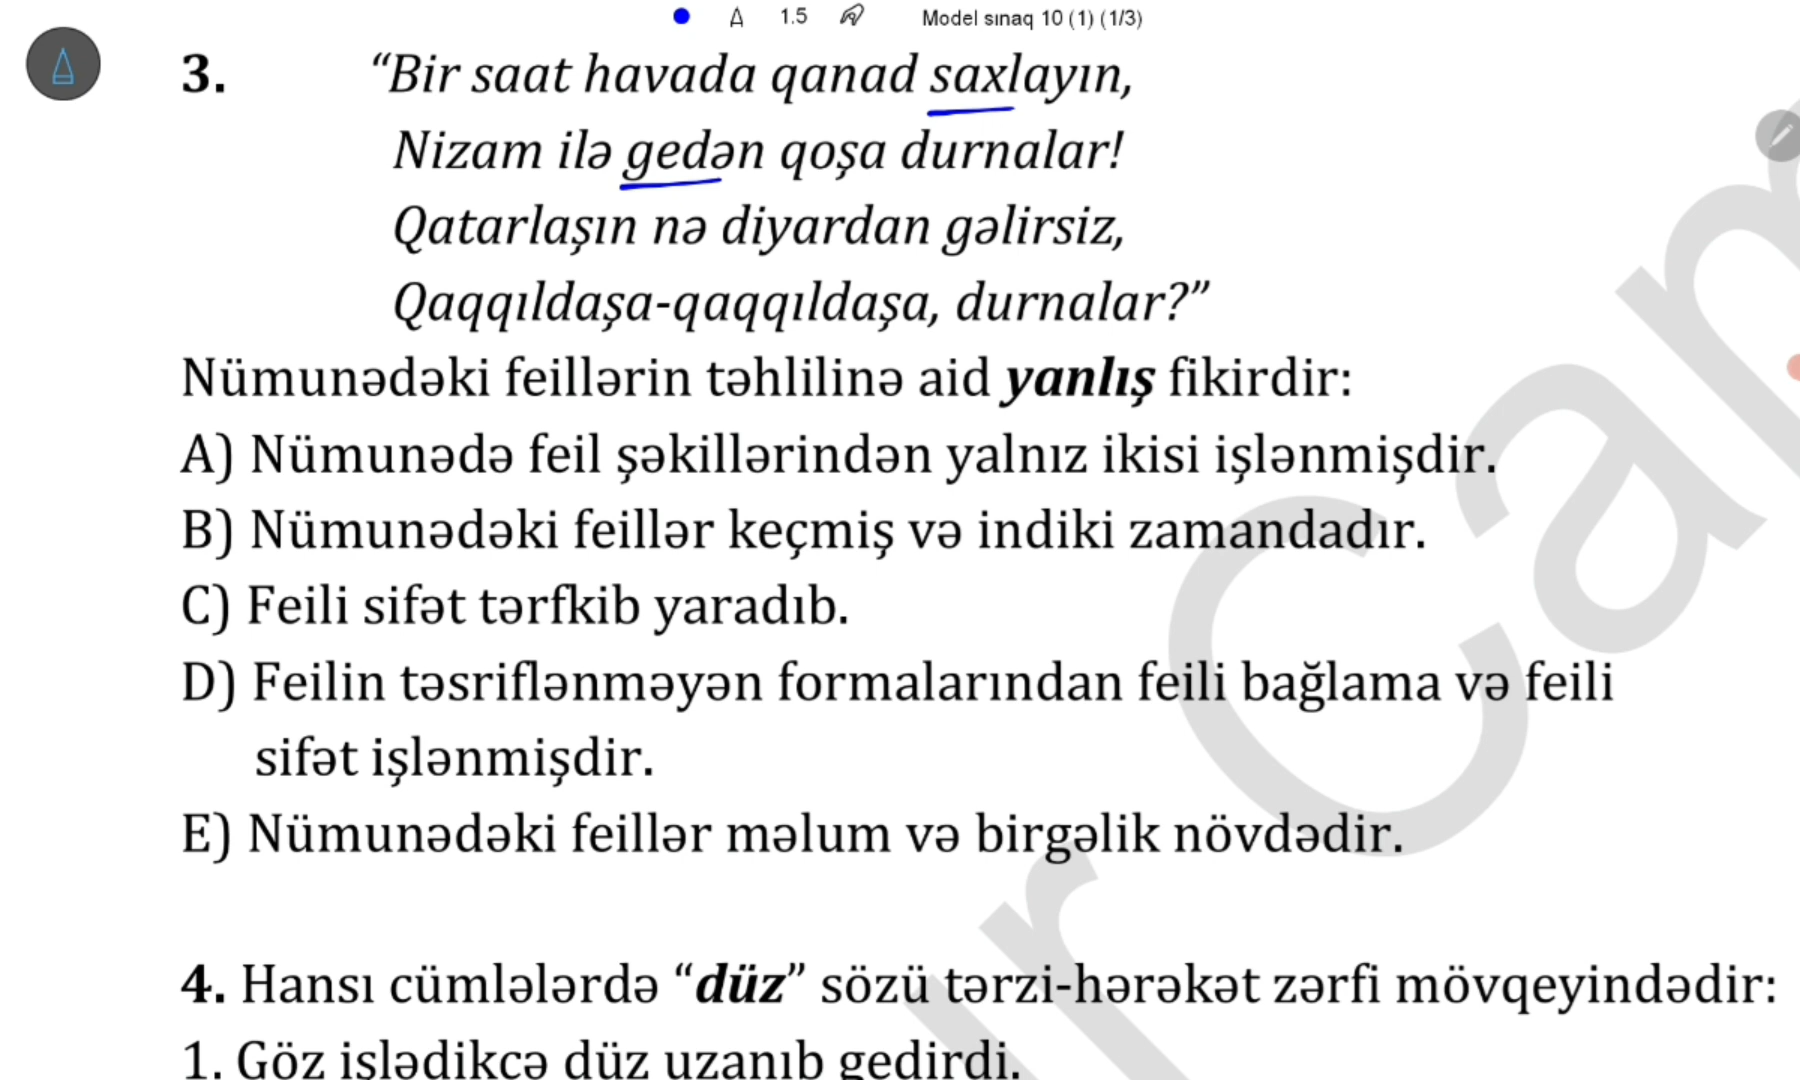 1.5 Model sınaq 10 (1) (1/3)
3. “Bir saat havada qanad saxlayın,
Nizam ilə gedən qoşa durnalar!
Qatarlaşın nə diyardan gəlirsiz,
Qaqqıldaşa-qaqqıldaşa, durnalar?”
Nümunədəki feillərin təhlilinə aid yanlış fikirdir:
A) Nümunədə feil şəkillərindən yalnız ikisi işlənmişdir.
B) Nümunədəki feillər keçmiş və indiki zamandadır.
C) Feili sifət tərfkib yaradıb.
D) Feilin təsriflənməyən formalarından feili bağlama və feili
sifət işlənmişdir.
E) Nümunədəki feillər məlum və birgəlik növdədir.
4. Hansı cümlələrdə “düz” sözü tərzi-hərəkət zərfi mövqeyindədir:
1. Göz işlədikcə düz uzanıb gedirdi.